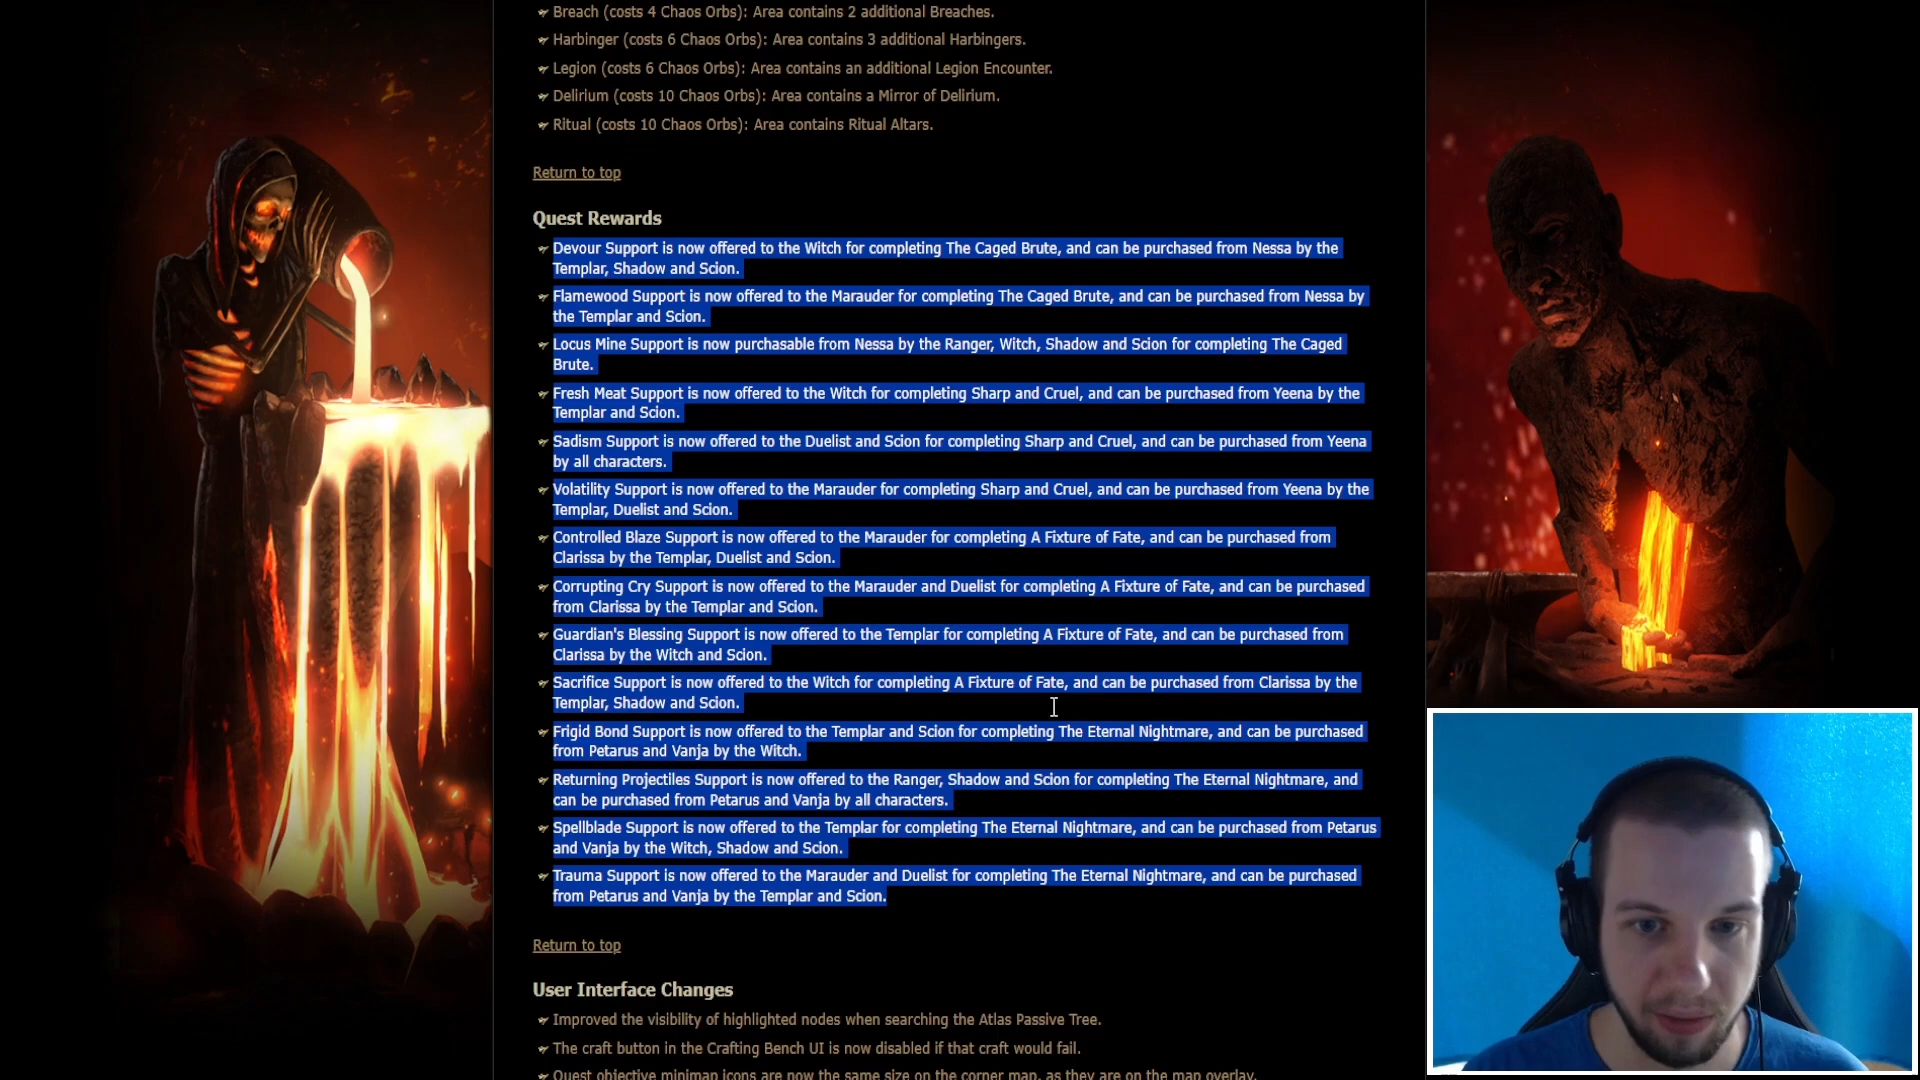 Breach (costs 4 Chaos Orbs): Area contains 2 additional Breaches.
Harbinger (costs 6 Chaos Orbs): Area contains 3 additional Harbingers.
Legion (costs 6 Chaos Orbs): Area contains an additional Legion Encounter.
Delirium (costs 10 Chaos Orbs): Area contains a Mirror of Delirium.
Ritual (costs 10 Chaos Orbs): Area contains Ritual Altars.
Return to top
Quest Rewards
Devour Support is now offered to the Witch for completing The Caged Brute, and can be purchased from Nessa by the
Templar, Shadow and Scion.
Flamewood Support is now offered to the Marauder for completing The Caged Brute, and can be purchased from Nessa by
the Templar and Scion.
Locus Mine Support is now purchasable from Nessa by the Ranger, Witch, Shadow and Scion for completing The Caged
Brute.
Fresh Meat Support is now offered to the Witch for completing Sharp and Cruel, and can be purchased from Yeena by the
Templar and Scion.
Sadism Support is now offered to the Duelist and Scion for completing Sharp and Cruel, and can be purchased from Yeena
by all characters.
Volatility Support is now offered to the Marauder for completing Sharp and Cruel, and can be purchased from Yeena by the
Templar, Duelist and Scion.
Controlled Blaze Support is now offered to the Marauder for completing A Fixture of Fate, and can be purchased from
Clarissa by the Templar, Duelist and Scion.
Corrupting Cry Support is now offered to the Marauder and Duelist for completing A Fixture of Fate, and can be purchased
from Clarissa by the Templar and Scion.
Guardian's Blessing Support is now offered to the Templar for completing A Fixture of Fate, and can be purchased from
Clarissa by the Witch and Scion.
Sacrifice Support is now offered to the Witch for completing A Fixture of Fate, and can be purchased from Clarissa by the
Templar, Shadow and Scion.
Frigid Bond Support is now offered to the Templar and Scion for completing The Eternal Nightmare, and can be purchased
from Petarus and Vanja by the Witch.
Returning Projectiles Support is now offered to the Ranger, Shadow and Scion for completing The Eternal Nightmare, and
can be purchased from Petarus and Vanja by all characters.
Spellblade Support is now offered to the Templar for completing The Eternal Nightmare, and can be purchased from Petarus
and Vanja by the Witch, Shadow and Scion.
Trauma Support is now offered to the Marauder and Duelist for completing The Eternal Nightmare, and can be purchased
from Petarus and Vanja by the Templar and Scion.
Return to top
User Interface Changes
Improved the visibility of highlighted nodes when searching the Atlas Passive Tree.
The craft button in the Crafting Bench UI is now disabled if that craft would fail.
Quest objective minimap icons are now the same size on the corner map, as they are on the map overlay.